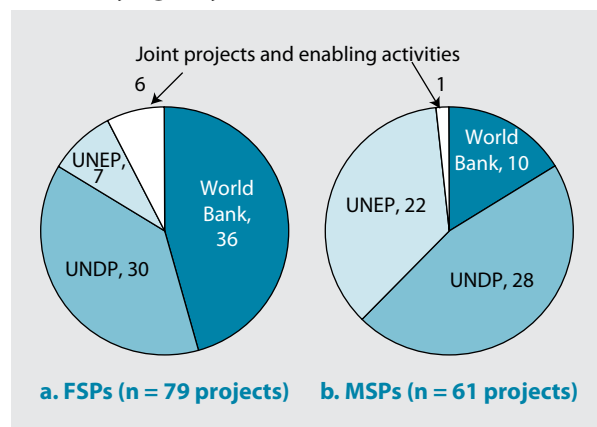 Joint projects and enabling activities
6
1
UNEP,
7
World
Bank,
36
UNDP, 30
World
Bank, 10
UNEP, 22
UNDP, 28
a. FSPs (n = 79 projects)
b. MSPs (n = 61 projects)